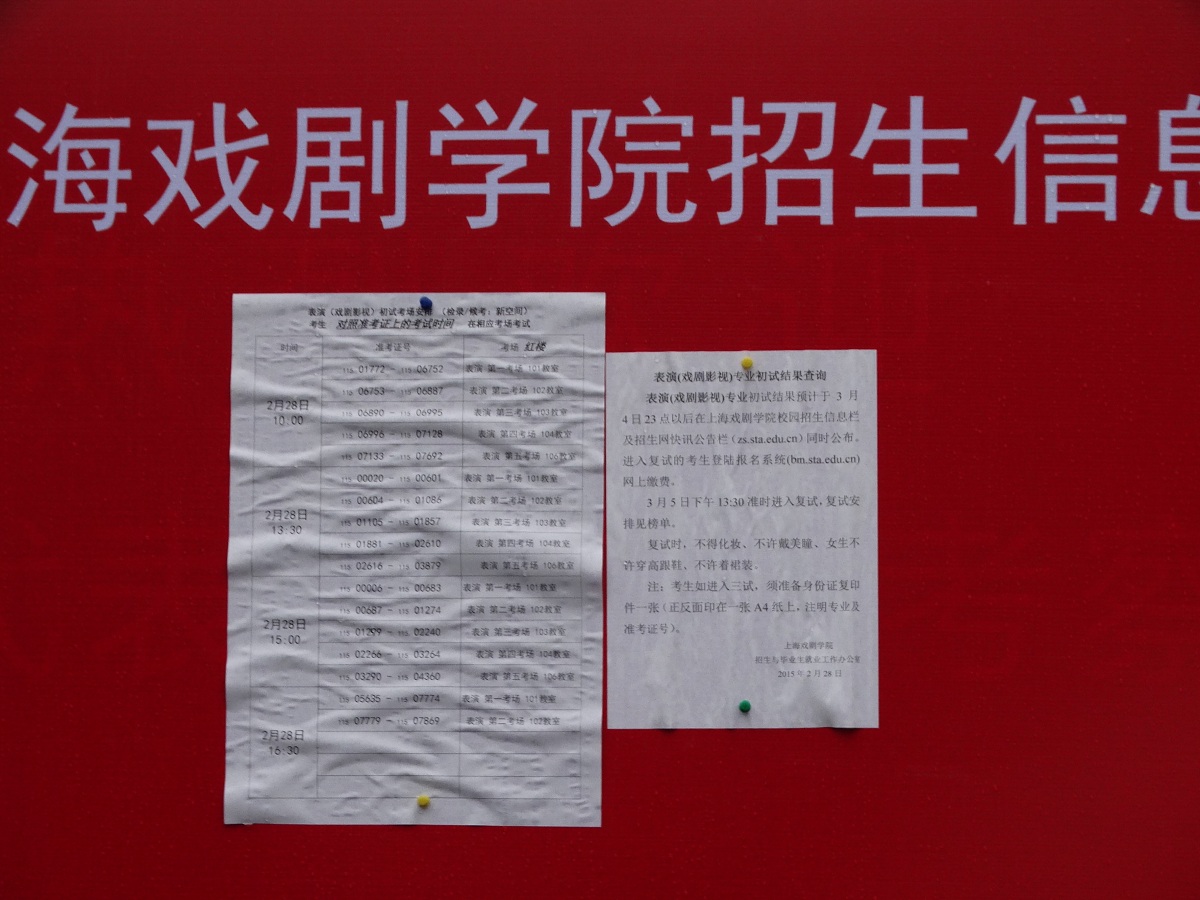 海戏剧学院招生信息
表演（戏剧影视）初试考场安排 （检录/候考：新空间）
考生 对照准考证上的考试时间 在相应考场考试
时间 准考证号 考场 红楼
2月28日
10:00
115 01772 - 115 06752 表演 第一考场 101教室
115 06753 - 115 06887 表演 第二考场 102教室
115 06890 - 115 06995 表演 第三考场 103教室
115 06996 - 115 07128 表演 第四考场 104教室
115 07133 - 115 07692 表演 第五考场 106教室
2月28日
13:30
115 00020 - 115 00601 表演 第一考场 101教室
115 00604 - 115 01086 表演 第二考场 102教室
115 01105 - 115 01857 表演 第三考场 103教室
115 01881 - 115 02610 表演 第四考场 104教室
115 02616 - 115 03879 表演 第五考场 106教室
2月28日
15:00
115 00006 - 115 00683 表演 第一考场 101教室
115 00687 - 115 01274 表演 第二考场 102教室
115 01299 - 115 02240 表演 第三考场 103教室
115 02266 - 115 03264 表演 第四考场 104教室
115 03290 - 115 04360 表演 第五考场 106教室
2月28日
16:30
115 05635 - 115 07774 表演 第一考场 101教室
115 07779 - 115 07869 表演 第二考场 102教室
表演(戏剧影视)专业初试结果查询
表演(戏剧影视)专业初试结果预计于 3 月
4 日 23 点以后在上海戏剧学院校园招生信息栏
及招生网快讯公告栏（zs.sta.edu.cn）同时公布。
进入复试的考生登陆报名系统(bm.sta.edu.cn)
网上缴费。
3 月 5 日下午 13:30 准时进入复试，复试安
排见榜单。
复试时，不得化妆、不许戴美瞳、女生不
许穿高跟鞋、不许着裙装。
注：考生如进入三试，须准备身份证复印
件一张（正反面印在一张 A4 纸上，注明专业及
准考证号）。
上海戏剧学院
招生与毕业生就业工作办公室
2015 年 2 月 28 日